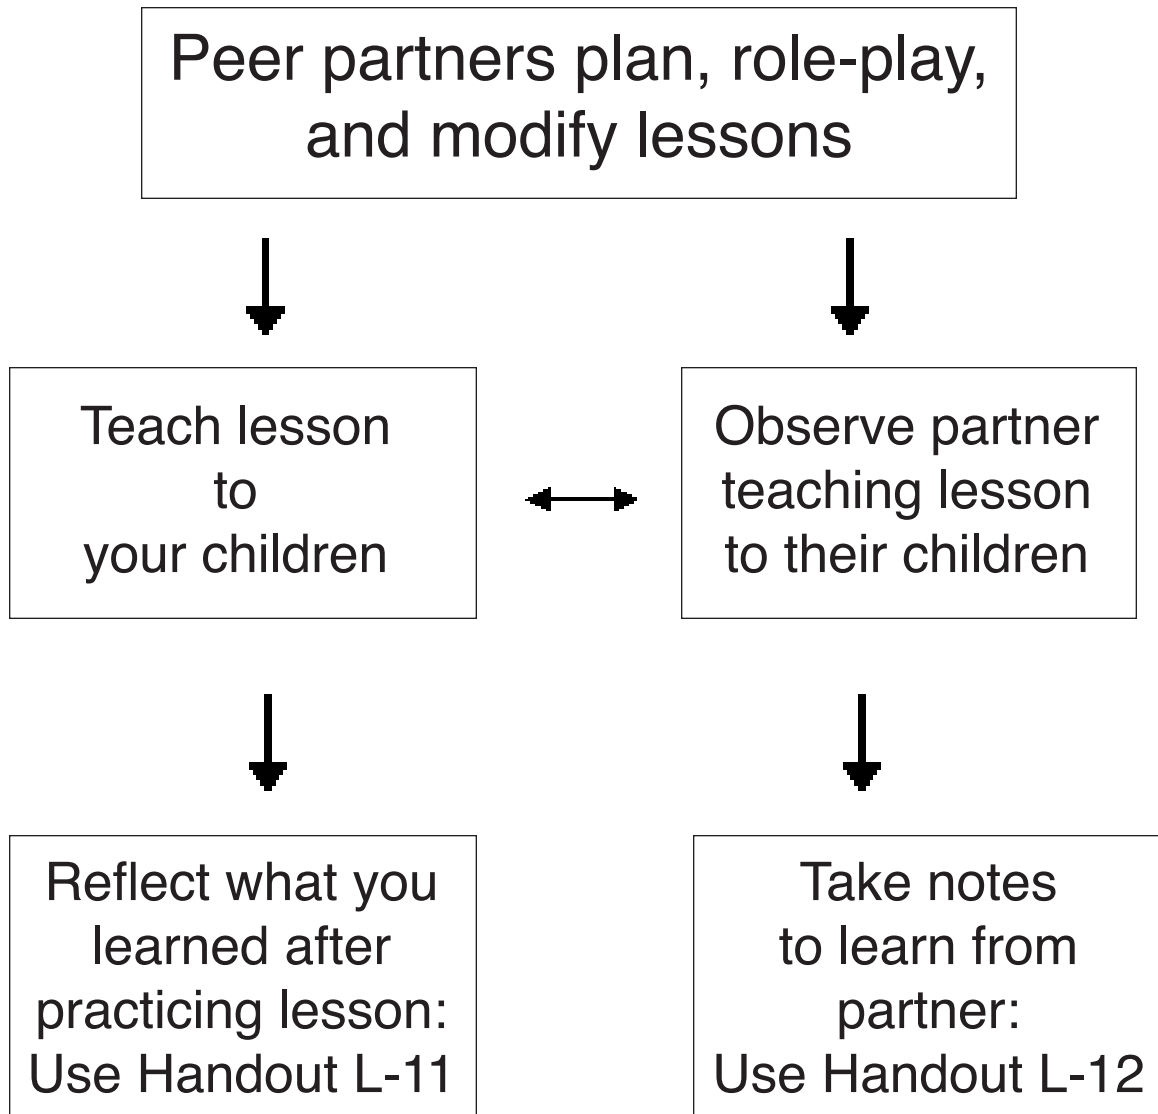 Peer partners plan, role-play,
and modify lessons
Teach lesson
to
your children
Observe partner
teaching lesson
to their children
Reflect what you
learned after
practicing lesson:
Use Handout L-11
Take notes
to learn from
partner:
Use Handout L-12